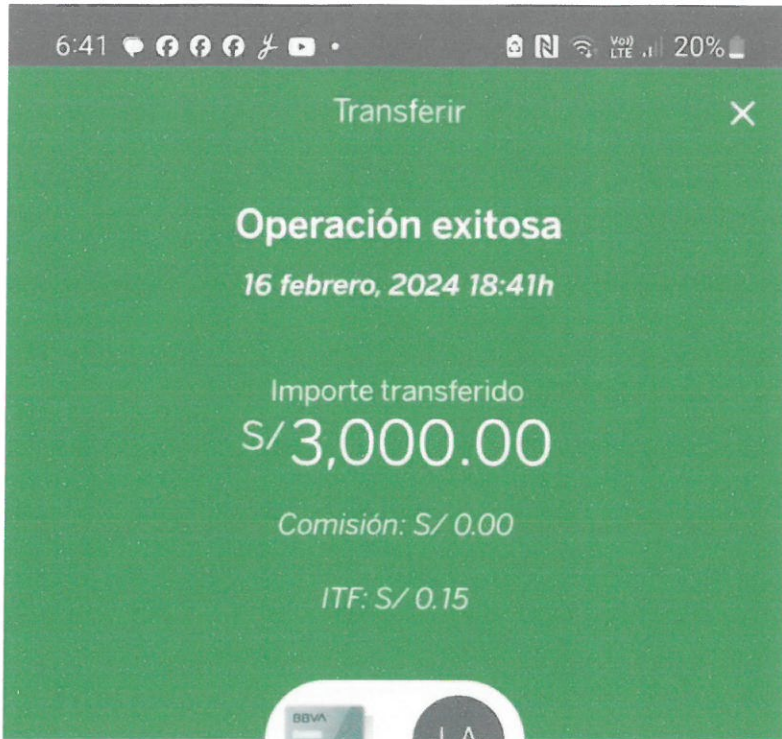 6:41 20%
Transferir
Operación exitosa
16 febrero, 2024 18:41h
Importe transferido
S/ 3,000.00
Comisión: S/ 0.00
ITF: S/ 0.15
BBVA